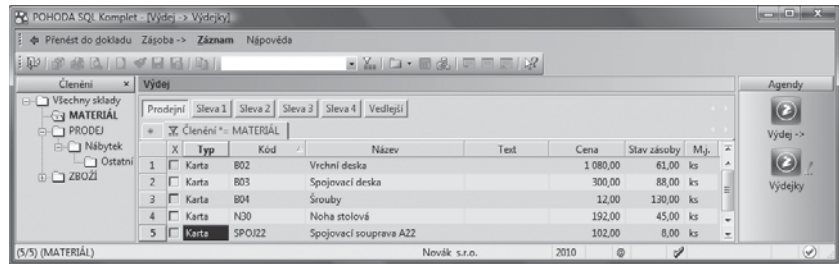 POHODA SQL Komplet - [Výdej -> Výdejky]
Přenést do dokladu Zásoba -> Záznam Nápověda
Členění x Výdej Agendy
Všechny sklady
MATERIÁL
PRODEJ
Nábytek
Ostatní
ZBOŽÍ
Prodejní Sleva 1 Sleva 2 Sleva 3 Sleva 4 Vedlejší
* Členění *= MATERIÁL
X Typ Kód Název Text Cena Stav zásoby M.j.
1 Karta B02 Vrchní deska 1 080,00 61,00 ks
2 Karta B03 Spojovací deska 300,00 88,00 ks
3 Karta B04 Šrouby 12,00 130,00 ks
4 Karta N30 Noha stolová 192,00 45,00 ks
5 Karta SPOJ22 Spojovací souprava A22 102,00 8,00 ks
Výdej ->
Výdejky
(5/5) (MATERIÁL) Novák s.r.o. 2010 @